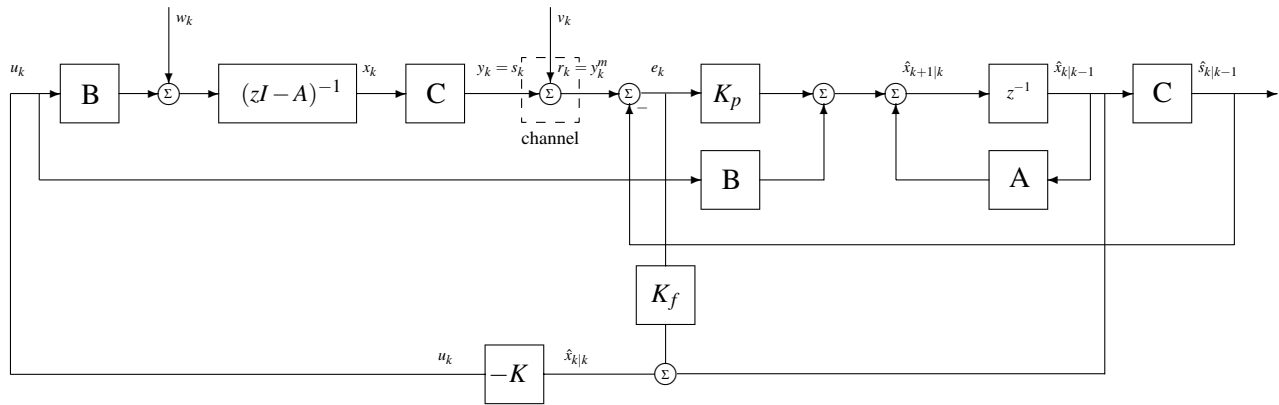 w_k
v_k
u_k
x_k
y_k = s_k
r_k = y_k^m
e_k
x̂_{k+1|k}
x̂_{k|k−1}
ŝ_{k|k−1}
B
Σ
(zI − A)^{−1}
C
Σ
Σ
K_p
Σ
Σ
z^{−1}
C
−
channel
B
A
K_f
u_k
−K
x̂_{k|k}
Σ